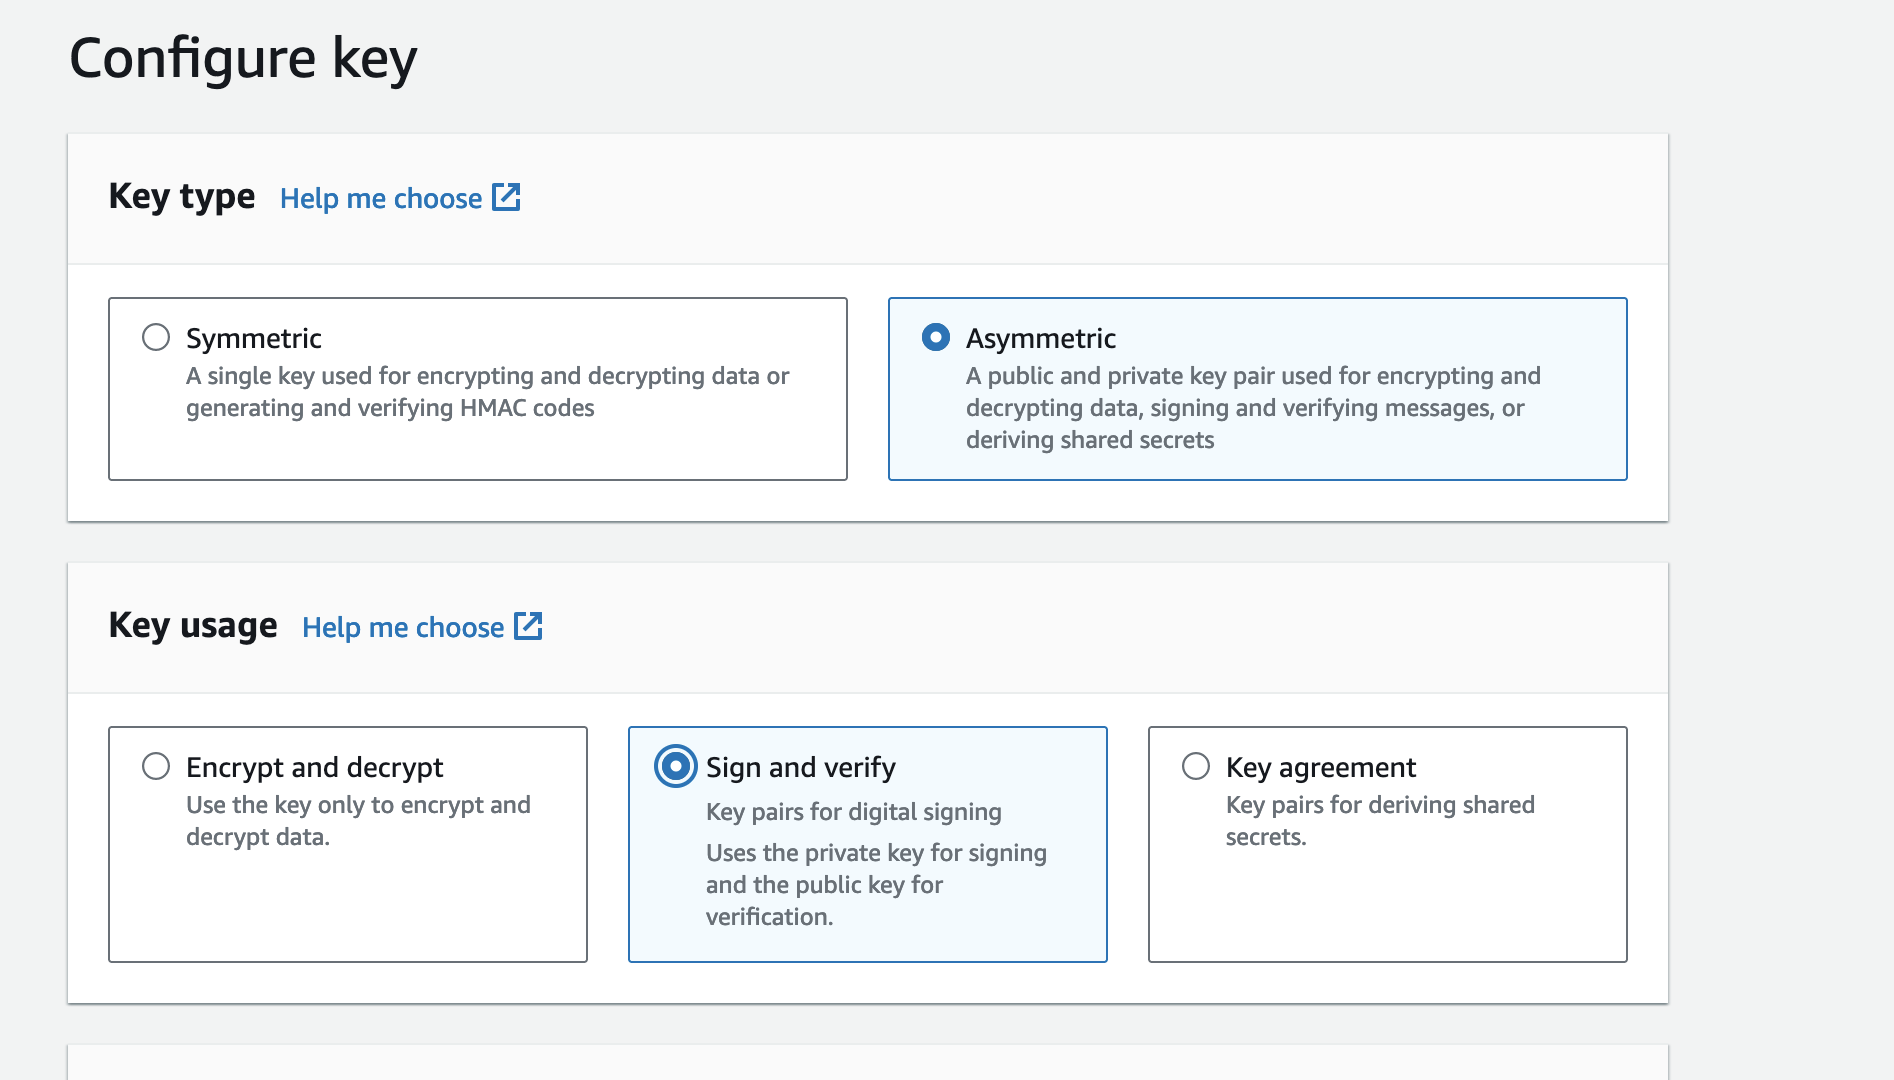 Configure key
Key type Help me choose
Symmetric
A single key used for encrypting and decrypting data or
generating and verifying HMAC codes
Asymmetric
A public and private key pair used for encrypting and
decrypting data, signing and verifying messages, or
deriving shared secrets
Key usage Help me choose
Encrypt and decrypt
Use the key only to encrypt and
decrypt data.
Sign and verify
Key pairs for digital signing
Uses the private key for signing
and the public key for
verification.
Key agreement
Key pairs for deriving shared
secrets.